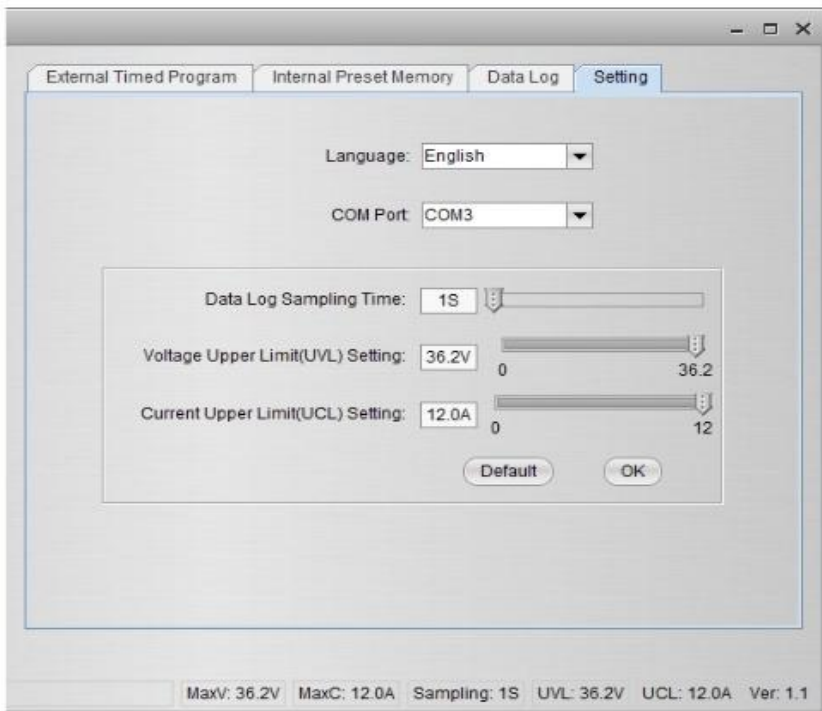 External Timed Program Internal Preset Memory Data Log Setting
Language: English
COM Port: COM3
Data Log Sampling Time: 1S
Voltage Upper Limit(UVL) Setting: 36.2V
0 36.2
Current Upper Limit(UCL) Setting: 12.0A
0 12
Default OK
MaxV: 36.2V MaxC: 12.0A Sampling: 1S UVL: 36.2V UCL: 12.0A Ver: 1.1